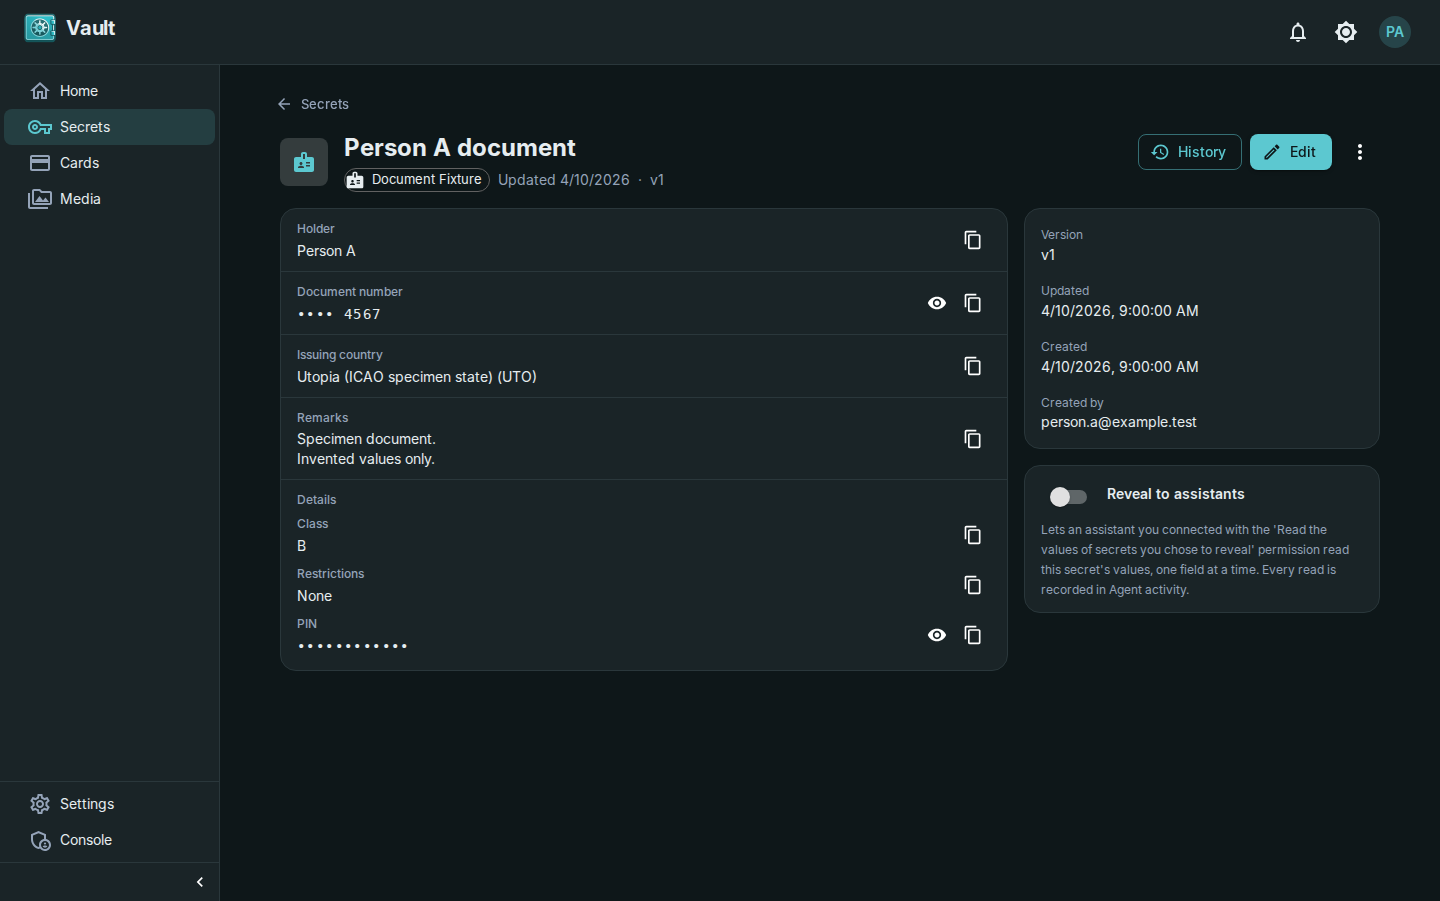 Vault
PA
Home
Secrets
Cards
Media
Settings
Console
Secrets
Person A document
Document Fixture
Updated 4/10/2026 · v1
History
Edit
Holder
Person A
Document number
•••• 4567
Issuing country
Utopia (ICAO specimen state) (UTO)
Remarks
Specimen document.
Invented values only.
Details
Class
B
Restrictions
None
PIN
••••••••••••
Version
v1
Updated
4/10/2026, 9:00:00 AM
Created
4/10/2026, 9:00:00 AM
Created by
person.a@example.test
Reveal to assistants
Lets an assistant you connected with the 'Read the
values of secrets you chose to reveal' permission read
this secret's values, one field at a time. Every read is
recorded in Agent activity.